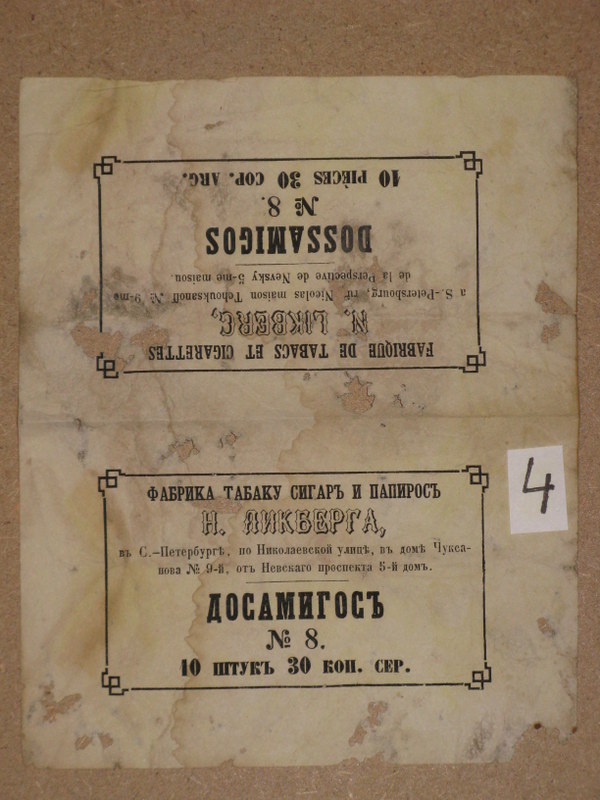 FABRIQUE DE TABACS ET CIGARETTES
N. LIKBERG,
a S.-Petersbourg, rue Nicolas maison Tchouksanoff № 9-me
de la Perspective de Nevsky 5-me maison.
DOSSAMIGOS
№ 8.
10 PIÈCES 30 COP. ARG.
ФАБРИКА ТАБАКУ СИГАРЪ И ПАПИРОСЪ
Н. ЛИКБЕРГА,
въ С.-Петербургѣ, по Николаевской улицѣ, въ домѣ Чукса-
нова № 9-й, отъ Невскаго проспекта 5-й домъ.
ДОСАМИГОСЪ
№ 8.
10 ШТУКЪ 30 КОП. СЕР.
4